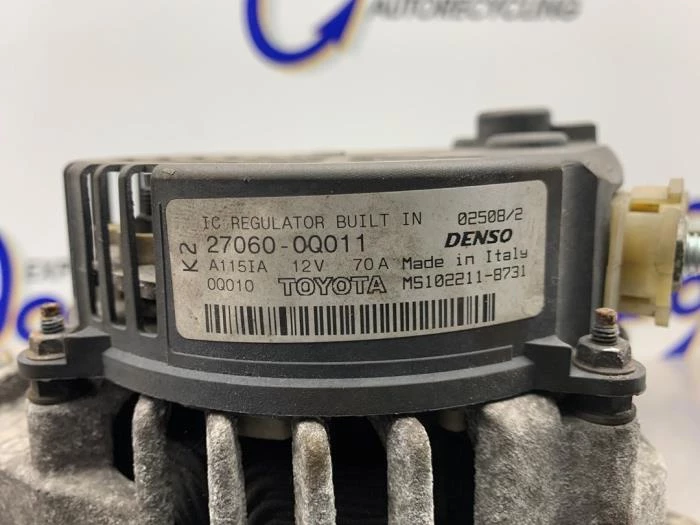 AUTORECYCLING
IC REGULATOR BUILT IN 02508/2
K2 27060-0Q011 DENSO
A115IA 12V 70A Made in Italy
0Q010 TOYOTA MS102211-8731